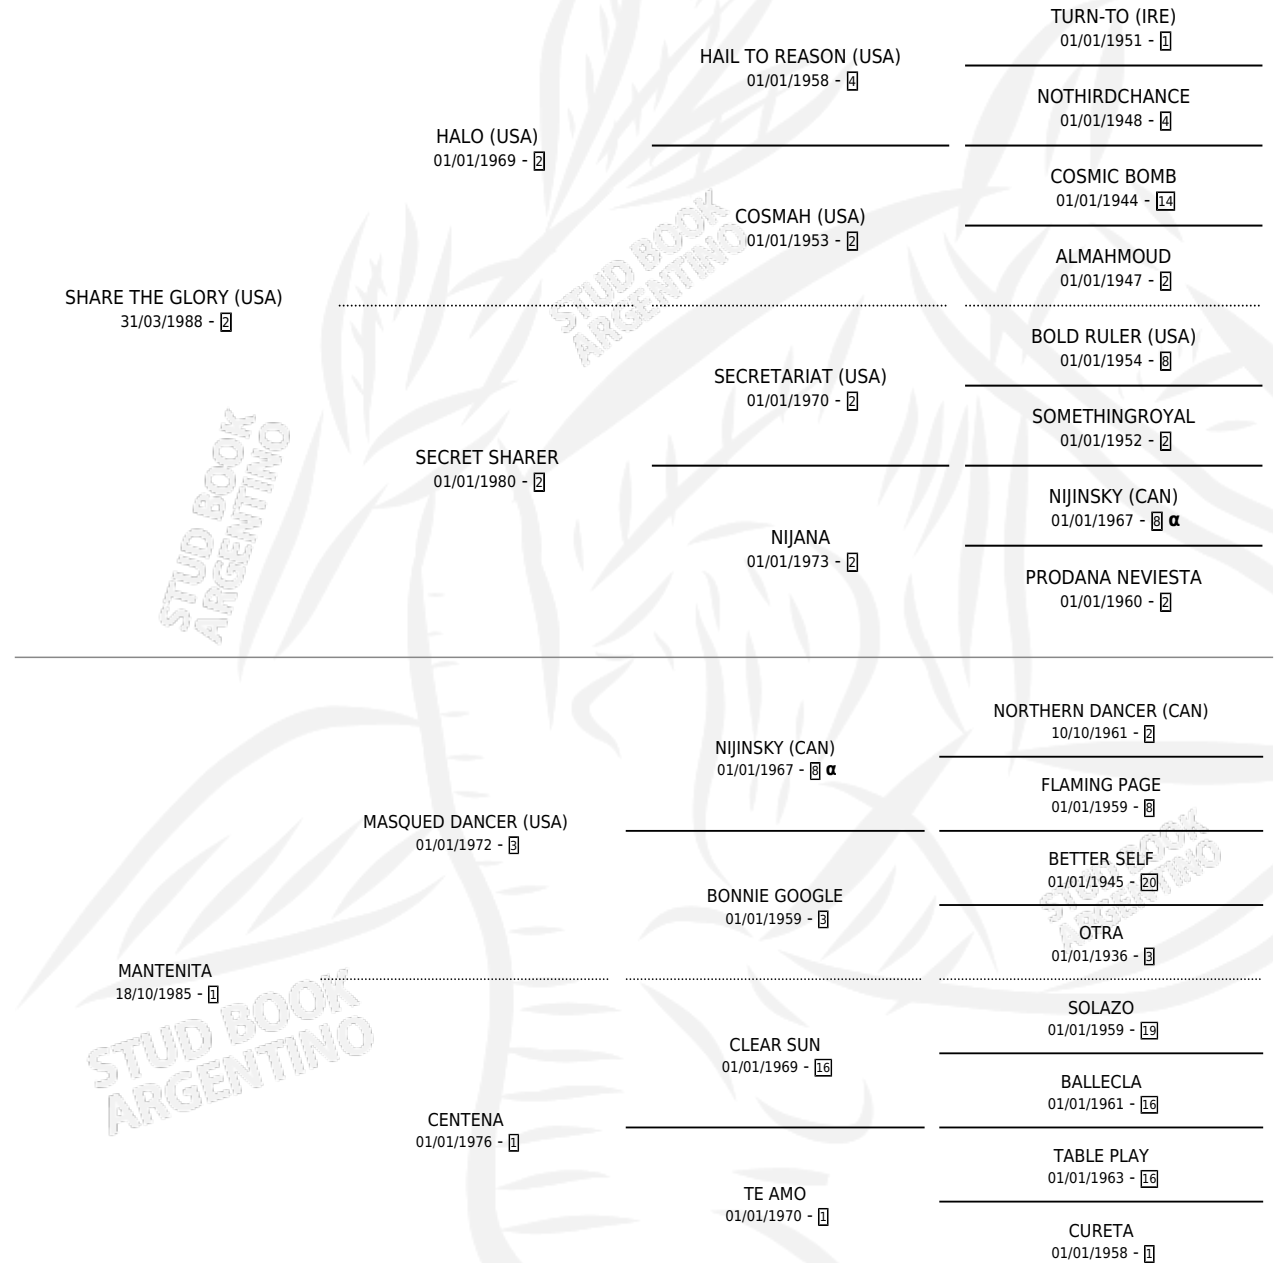 TURN-TO (IRE)
01/01/1951 - 1
HAIL TO REASON (USA)
01/01/1958 - 4
NOTHIRDCHANCE
01/01/1948 - 4
HALO (USA)
01/01/1969 - 2
COSMIC BOMB
01/01/1944 - 14
COSMAH (USA)
01/01/1953 - 2
ALMAHMOUD
01/01/1947 - 2
SHARE THE GLORY (USA)
31/03/1988 - 2
BOLD RULER (USA)
01/01/1954 - 8
SECRETARIAT (USA)
01/01/1970 - 2
SOMETHINGROYAL
01/01/1952 - 2
SECRET SHARER
01/01/1980 - 2
NIJINSKY (CAN)
01/01/1967 - 8 α
NIJANA
01/01/1973 - 2
PRODANA NEVIESTA
01/01/1960 - 2
NORTHERN DANCER (CAN)
10/10/1961 - 2
NIJINSKY (CAN)
01/01/1967 - 8 α
FLAMING PAGE
01/01/1959 - 8
MASQUED DANCER (USA)
01/01/1972 - 3
BETTER SELF
01/01/1945 - 20
BONNIE GOOGLE
01/01/1959 - 3
OTRA
01/01/1936 - 3
MANTENITA
18/10/1985 - 1
SOLAZO
01/01/1959 - 19
CLEAR SUN
01/01/1969 - 16
BALLECLA
01/01/1961 - 16
CENTENA
01/01/1976 - 1
TABLE PLAY
01/01/1963 - 16
TE AMO
01/01/1970 - 1
CURETA
01/01/1958 - 1
STUD BOOK
ARGENTINO
STUD BOOK
ARGENTINO
STUD BOOK
ARGENTINO
STUD BOOK
ARGENTINO